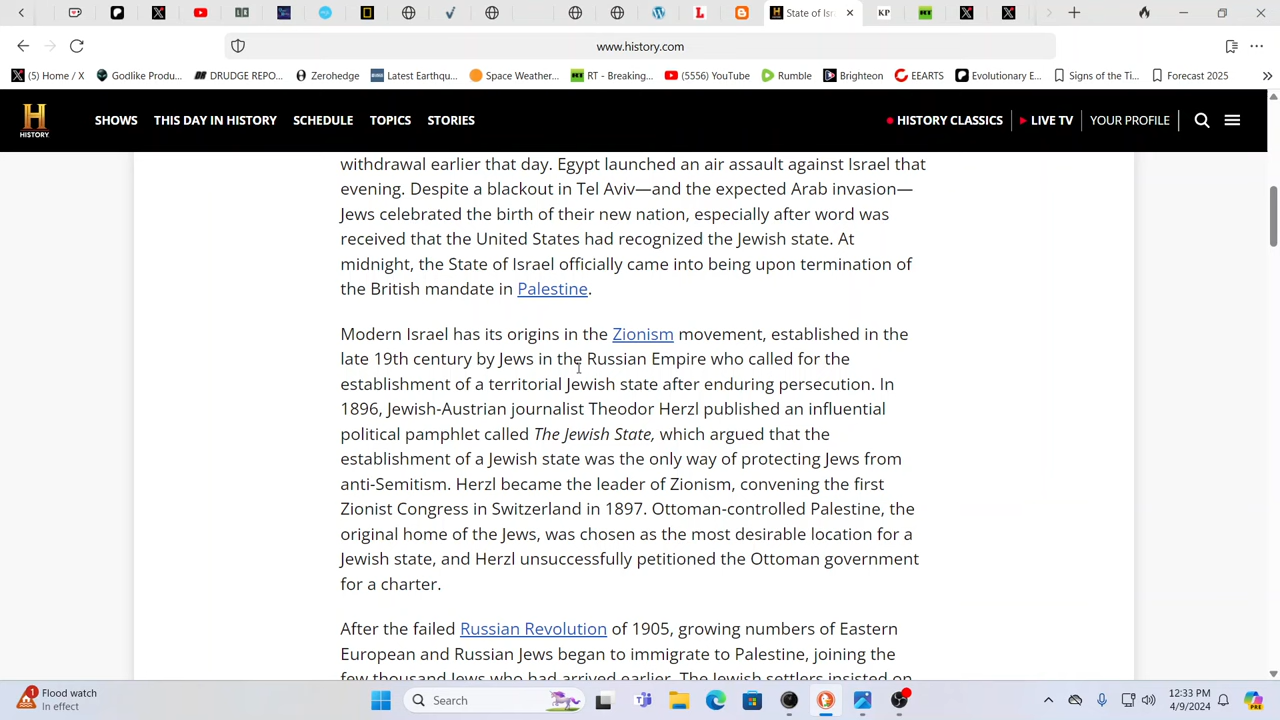 State of Isr
KP
www.history.com
(5) Home / X
Godlike Produ...
DRUDGE REPO...
Zerohedge
Latest Earthqu...
Space Weather...
RT - Breaking...
(5556) YouTube
Rumble
Brighteon
EEARTS
Evolutionary E...
Signs of the Ti...
Forecast 2025
HISTORY
SHOWS
THIS DAY IN HISTORY
SCHEDULE
TOPICS
STORIES
HISTORY CLASSICS
LIVE TV
YOUR PROFILE
withdrawal earlier that day. Egypt launched an air assault against Israel that
evening. Despite a blackout in Tel Aviv—and the expected Arab invasion—
Jews celebrated the birth of their new nation, especially after word was
received that the United States had recognized the Jewish state. At
midnight, the State of Israel officially came into being upon termination of
the British mandate in Palestine.
Modern Israel has its origins in the Zionism movement, established in the
late 19th century by Jews in the Russian Empire who called for the
establishment of a territorial Jewish state after enduring persecution. In
1896, Jewish-Austrian journalist Theodor Herzl published an influential
political pamphlet called The Jewish State, which argued that the
establishment of a Jewish state was the only way of protecting Jews from
anti-Semitism. Herzl became the leader of Zionism, convening the first
Zionist Congress in Switzerland in 1897. Ottoman-controlled Palestine, the
original home of the Jews, was chosen as the most desirable location for a
Jewish state, and Herzl unsuccessfully petitioned the Ottoman government
for a charter.
After the failed Russian Revolution of 1905, growing numbers of Eastern
European and Russian Jews began to immigrate to Palestine, joining the
few thousand Jews who had arrived earlier. The Jewish settlers insisted on
Flood watch
In effect
Search
12:33 PM
4/9/2024